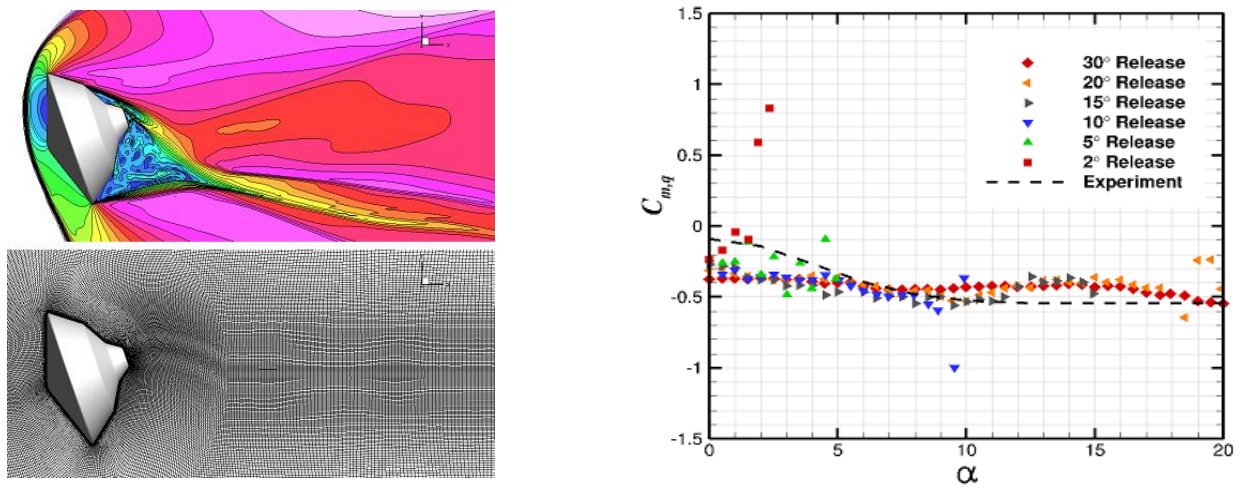 1.5
1
0.5
0
-0.5
-1
-1.5
C_{m,q}
30° Release
20° Release
15° Release
10° Release
5° Release
2° Release
Experiment
0
5
10
15
20
α